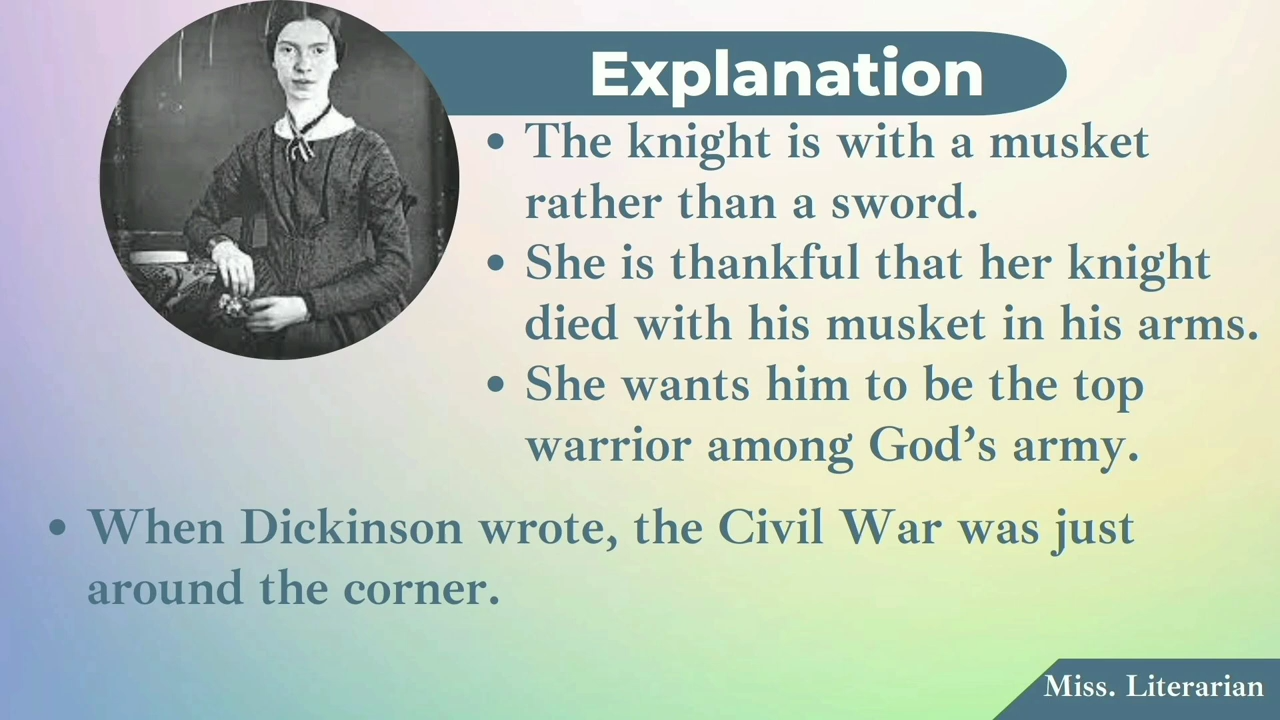 Explanation
• The knight is with a musket
rather than a sword.
• She is thankful that her knight
died with his musket in his arms.
• She wants him to be the top
warrior among God’s army.
• When Dickinson wrote, the Civil War was just
around the corner.
Miss. Literarian